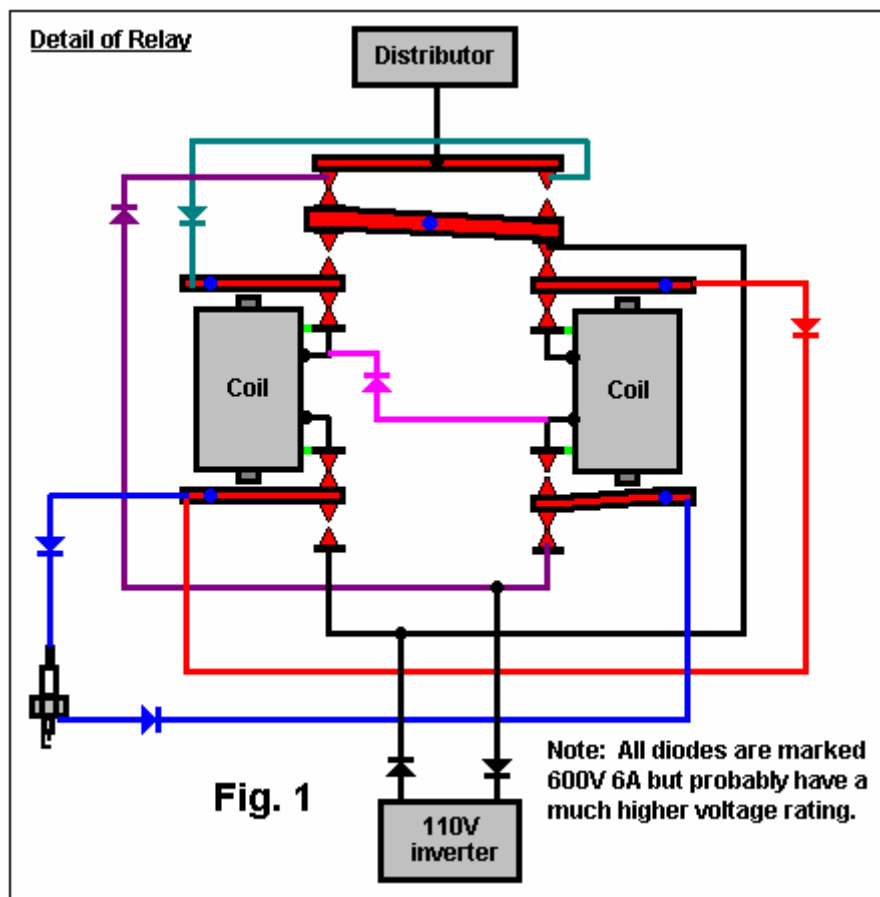 Detail of Relay
Distributor
Coil
Coil
Note: All diodes are marked
600V 6A but probably have a
much higher voltage rating.
Fig. 1
110V
inverter